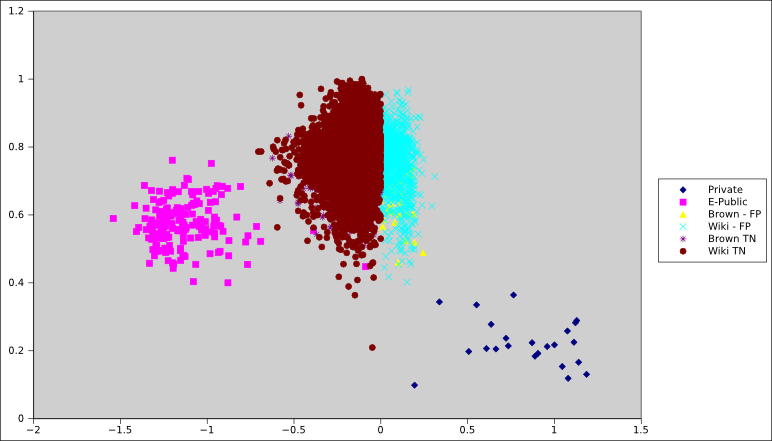 1.2
1
0.8
0.6
0.4
0.2
0
−2
−1.5
−1
−0.5
0
0.5
1
1.5
Private
E-Public
Brown - FP
Wiki - FP
Brown TN
Wiki TN